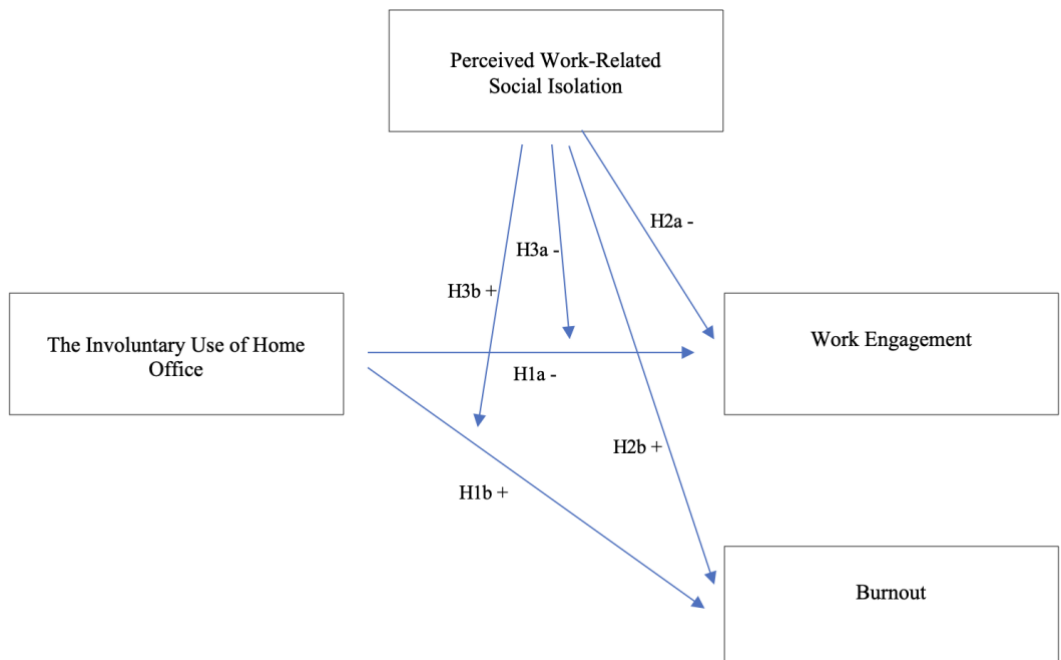 Perceived Work-Related
Social Isolation
H2a -
H3a -
H3b +
The Involuntary Use of Home
Office
Work Engagement
H1a -
H2b +
H1b +
Burnout